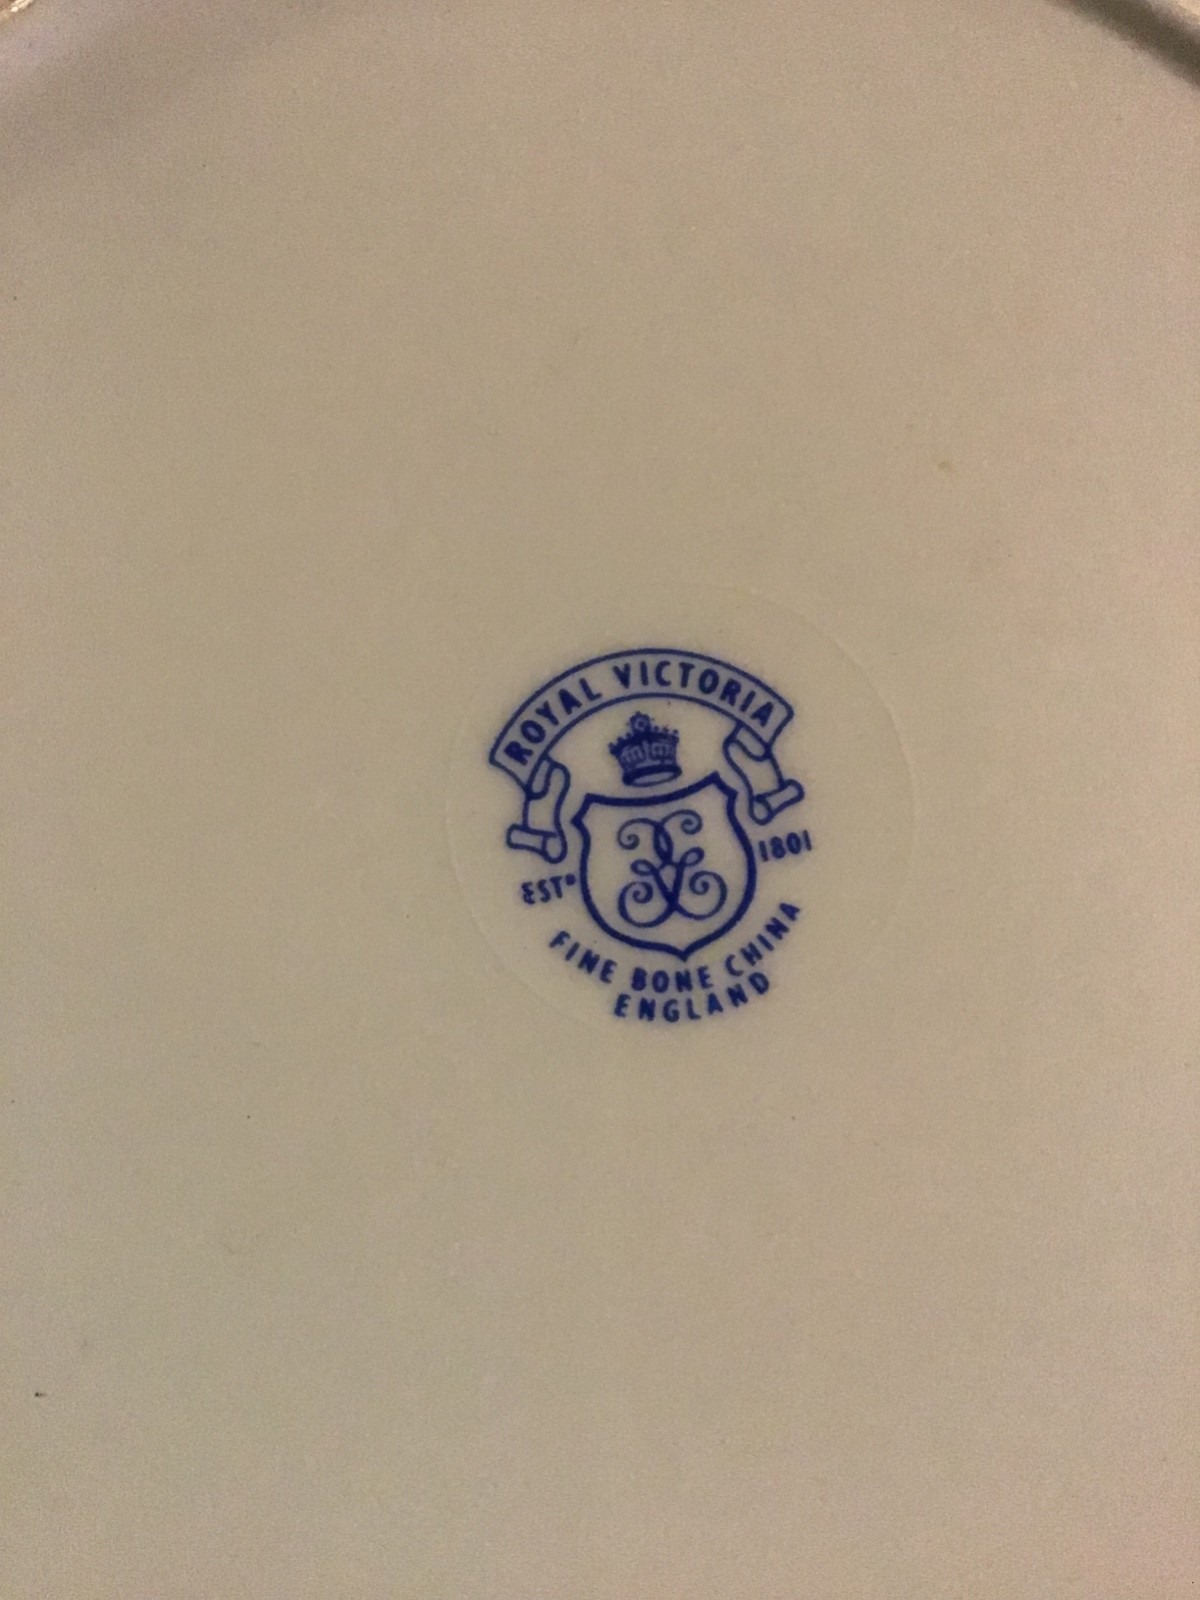 ROYAL VICTORIA
ESTD 1801
FINE BONE CHINA
ENGLAND